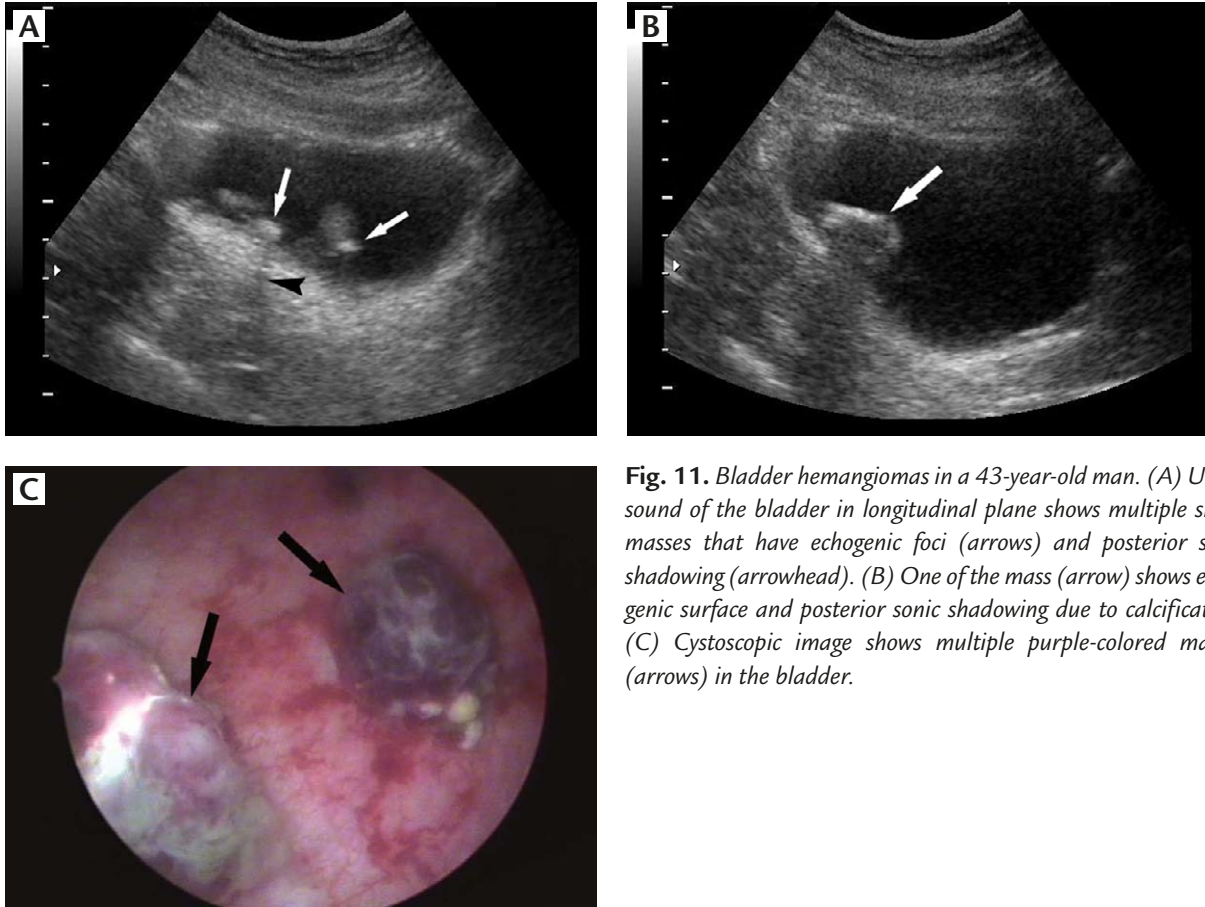 A
B
C
Fig. 11. Bladder hemangiomas in a 43-year-old man. (A) U
sound of the bladder in longitudinal plane shows multiple s
masses that have echogenic foci (arrows) and posterior s
shadowing (arrowhead). (B) One of the mass (arrow) shows e
genic surface and posterior sonic shadowing due to calcificat
(C) Cystoscopic image shows multiple purple-colored ma
(arrows) in the bladder.